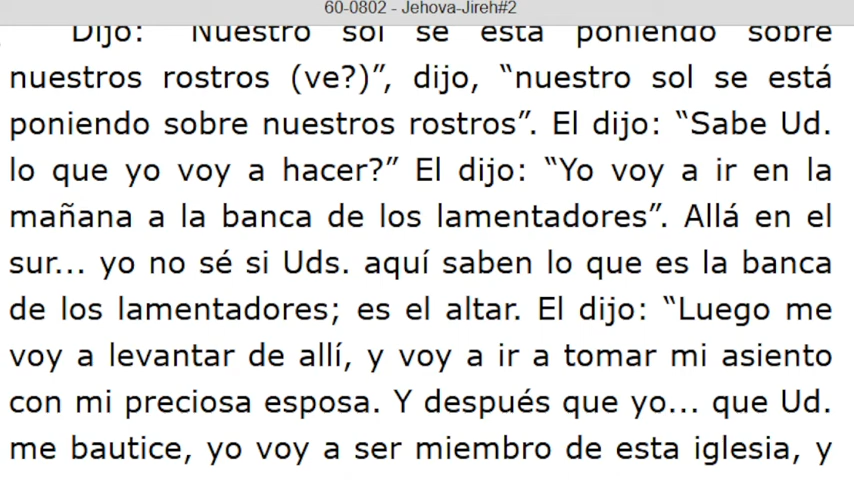 60-0802 - Jehova-Jireh#2
Dijo: “Nuestro sol se está poniendo sobre
nuestros rostros (ve?)”, dijo, “nuestro sol se está
poniendo sobre nuestros rostros”. El dijo: “Sabe Ud.
lo que yo voy a hacer?” El dijo: “Yo voy a ir en la
mañana a la banca de los lamentadores”. Allá en el
sur... yo no sé si Uds. aquí saben lo que es la banca
de los lamentadores; es el altar. El dijo: “Luego me
voy a levantar de allí, y voy a ir a tomar mi asiento
con mi preciosa esposa. Y después que yo... que Ud.
me bautice, yo voy a ser miembro de esta iglesia, y